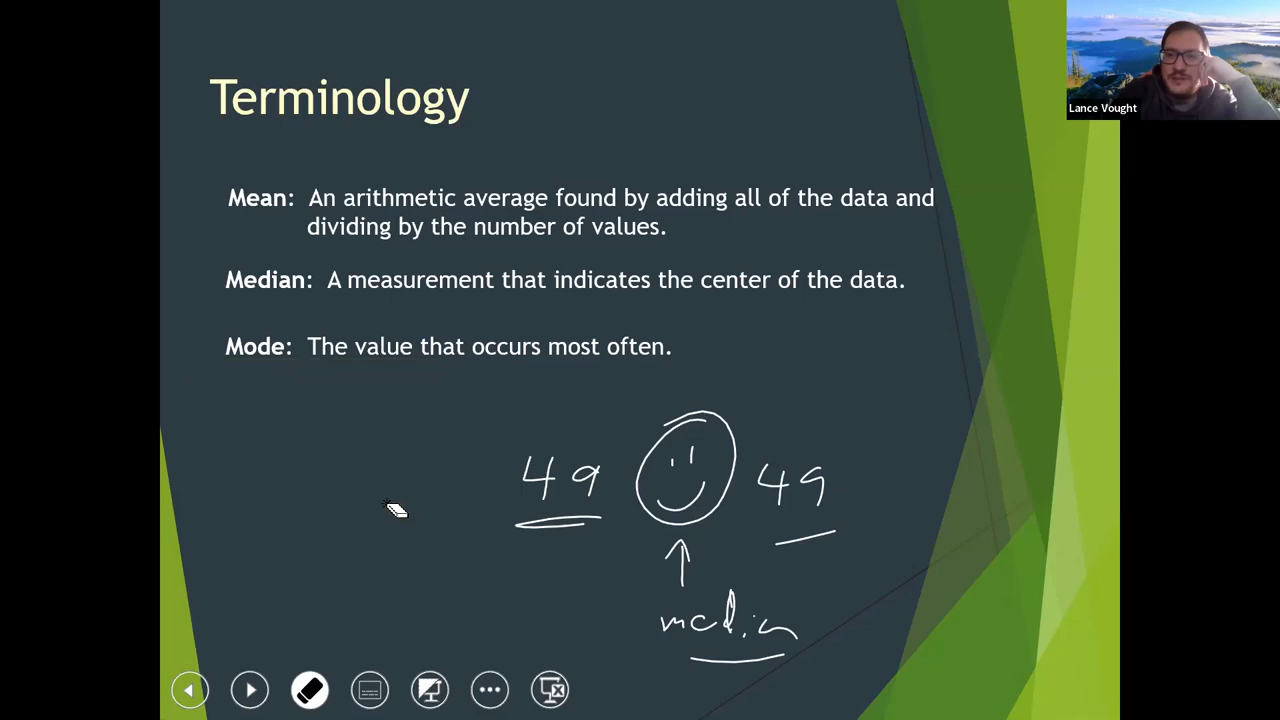 Terminology
Lance Vought
Mean: An arithmetic average found by adding all of the data and
dividing by the number of values.
Median: A measurement that indicates the center of the data.
Mode: The value that occurs most often.
49 49
median